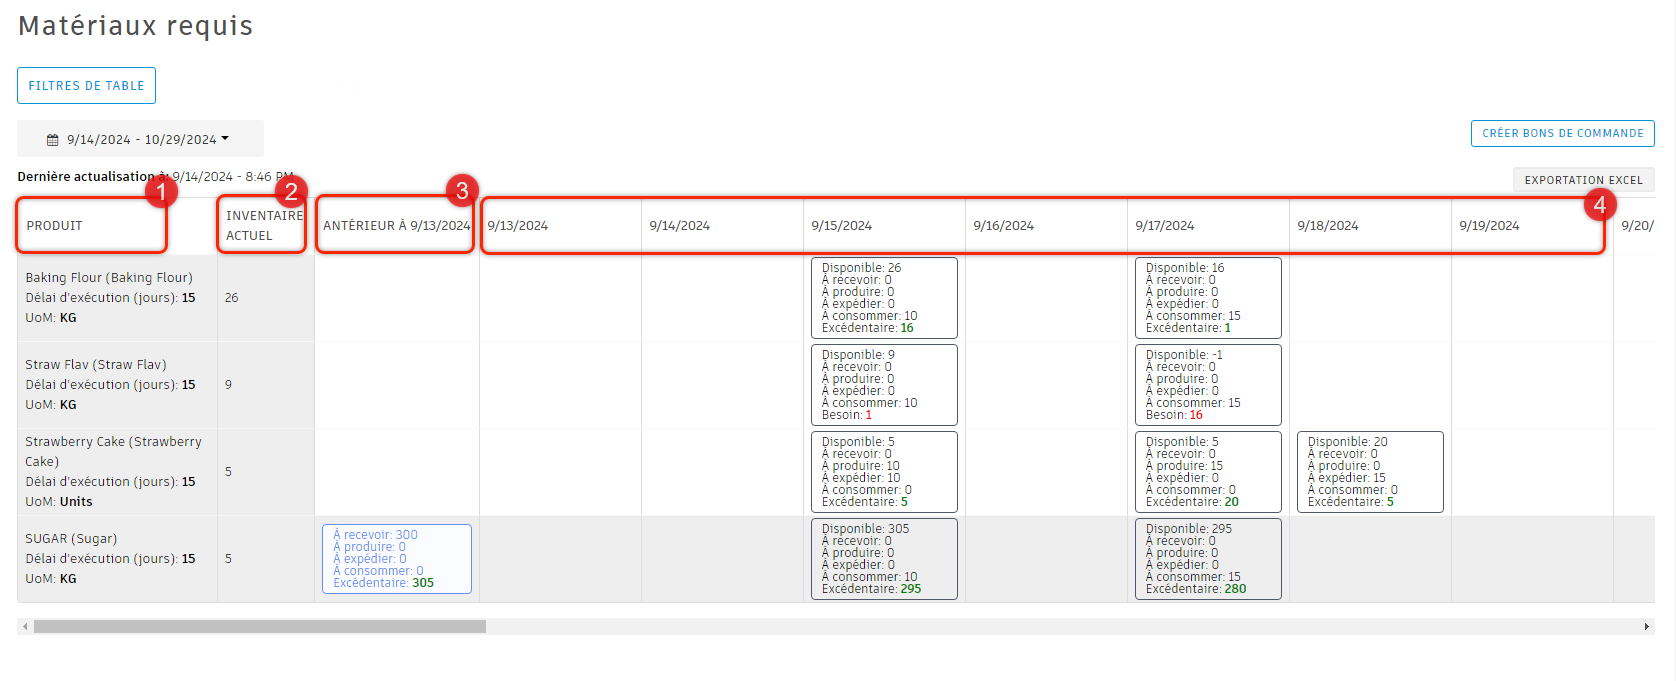 Matériaux requis
FILTRES DE TABLE
9/14/2024 - 10/29/2024
CRÉER BONS DE COMMANDE
Dernière actualisation à: 9/14/2024 - 8:46 PM
EXPORTATION EXCEL
1
2
3
4
PRODUIT
INVENTAIRE
ACTUEL
ANTÉRIEUR À 9/13/2024
9/13/2024
9/14/2024
9/15/2024
9/16/2024
9/17/2024
9/18/2024
9/19/2024
9/20/
Baking Flour (Baking Flour)
Délai d'exécution (jours): 15
UoM: KG
26
Disponible: 26
À recevoir: 0
À produire: 0
À expédier: 0
À consommer: 10
Excédentaire: 16
Disponible: 16
À recevoir: 0
À produire: 0
À expédier: 0
À consommer: 15
Excédentaire: 1
Straw Flav (Straw Flav)
Délai d'exécution (jours): 15
UoM: KG
9
Disponible: 9
À recevoir: 0
À produire: 0
À expédier: 0
À consommer: 10
Besoin: 1
Disponible: -1
À recevoir: 0
À produire: 0
À expédier: 0
À consommer: 15
Besoin: 16
Strawberry Cake (Strawberry
Cake)
Délai d'exécution (jours): 15
UoM: Units
5
Disponible: 5
À recevoir: 0
À produire: 10
À expédier: 10
À consommer: 0
Excédentaire: 5
Disponible: 5
À recevoir: 0
À produire: 15
À expédier: 0
À consommer: 0
Excédentaire: 20
Disponible: 20
À recevoir: 0
À produire: 0
À expédier: 15
À consommer: 0
Excédentaire: 5
SUGAR (Sugar)
Délai d'exécution (jours): 15
UoM: KG
5
À recevoir: 300
À produire: 0
À expédier: 0
À consommer: 0
Excédentaire: 305
Disponible: 305
À recevoir: 0
À produire: 0
À expédier: 0
À consommer: 10
Excédentaire: 295
Disponible: 295
À recevoir: 0
À produire: 0
À expédier: 0
À consommer: 15
Excédentaire: 280